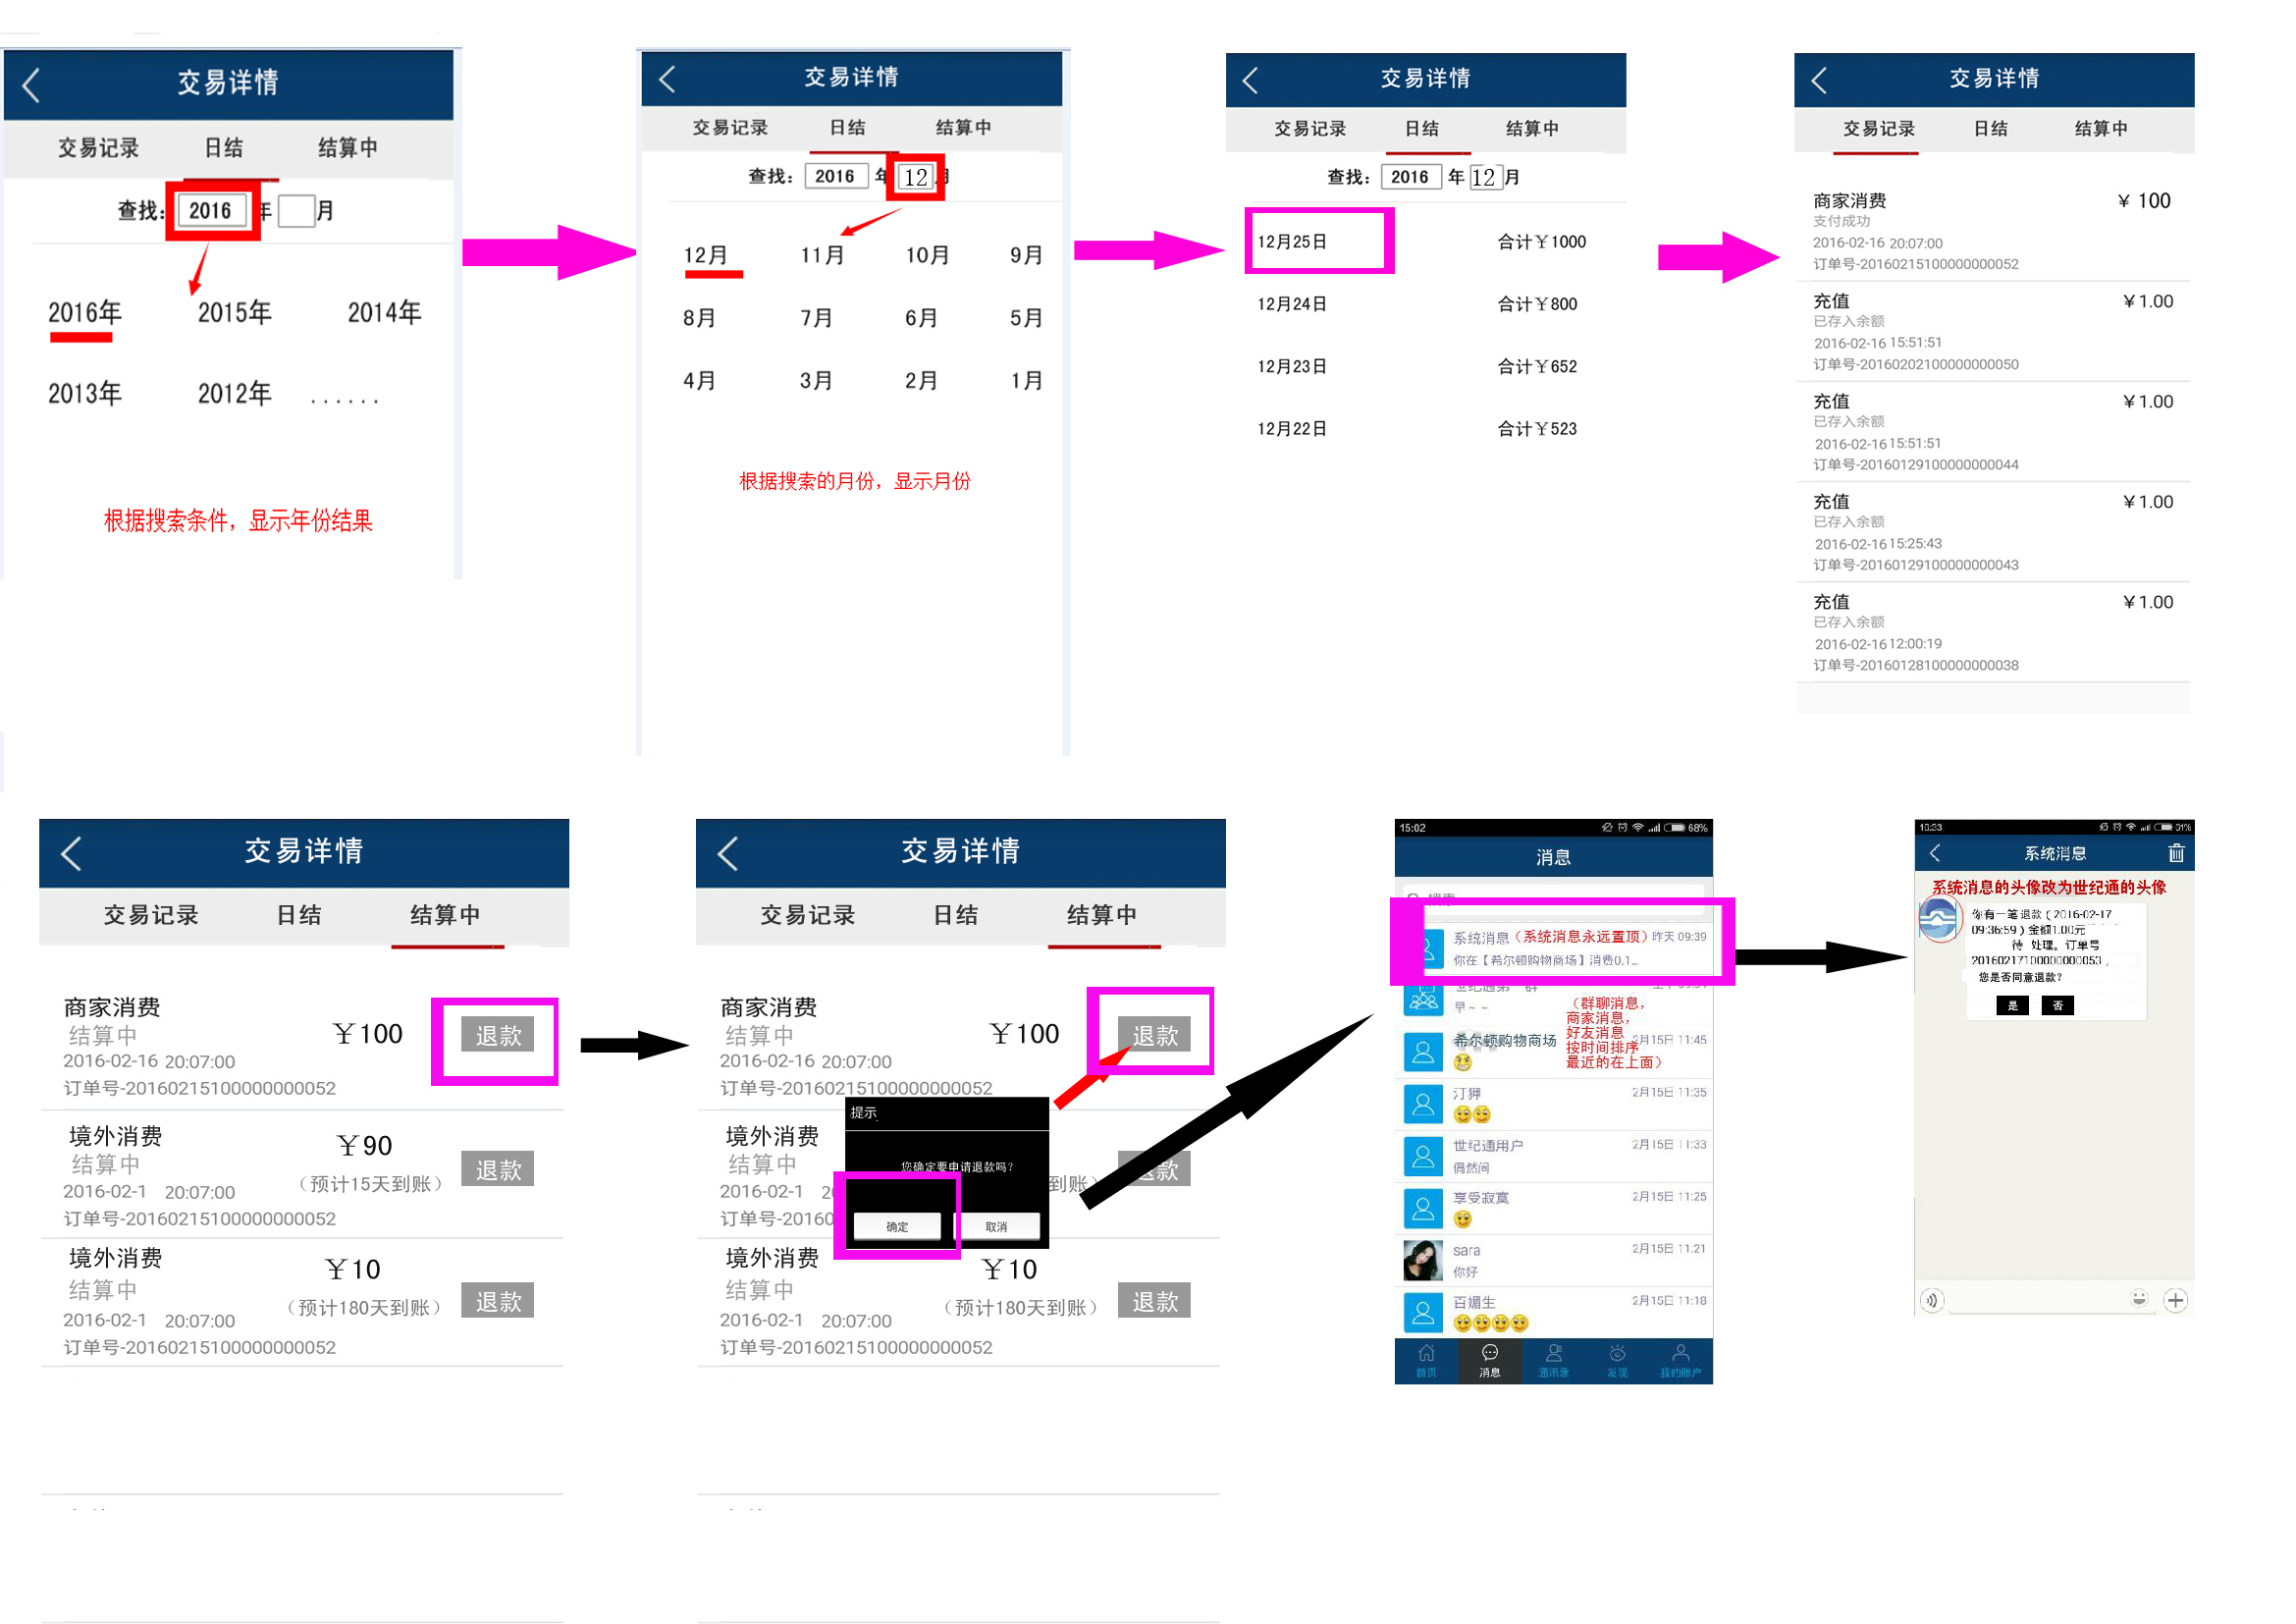 交易详情
交易记录 日结 结算中
查找: 2016 年 月
2016年 2015年 2014年
2013年 2012年 ......
根据搜索条件，显示年份结果
交易详情
交易记录 日结 结算中
查找: 2016 年 12 月
12月 11月 10月 9月
8月 7月 6月 5月
4月 3月 2月 1月
根据搜索的月份，显示月份
交易详情
交易记录 日结 结算中
查找: 2016 年 12 月
12月25日 合计￥1000
12月24日 合计￥800
12月23日 合计￥652
12月22日 合计￥523
交易详情
交易记录 日结 结算中
商家消费 ￥ 100
支付成功
2016-02-16 20:07:00
订单号-20160215100000000052
充值 ￥1.00
已存入余额
2016-02-16 15:51:51
订单号-20160202100000000050
充值 ￥1.00
已存入余额
2016-02-16 15:51:51
订单号-20160129100000000044
充值 ￥1.00
已存入余额
2016-02-16 15:25:43
订单号-20160129100000000043
充值 ￥1.00
已存入余额
2016-02-16 12:00:19
订单号-20160128100000000038
交易详情
交易记录 日结 结算中
商家消费
结算中 ￥100 退款
2016-02-16 20:07:00
订单号-20160215100000000052
境外消费 ￥90
结算中 退款
2016-02-1 20:07:00 （预计15天到账）
订单号-20160215100000000052
境外消费 ￥10
结算中 退款
2016-02-1 20:07:00 （预计180天到账）
订单号-20160215100000000052
交易详情
交易记录 日结 结算中
商家消费
结算中 ￥100 退款
2016-02-16 20:07:00
订单号-20160215100000000052
提示
境外消费
结算中 您确定要申请退款吗? 款
2016-02-1 到账
订单号-20160
确定 取消
境外消费 ￥10
结算中 退款
2016-02-1 20:07:00 （预计180天到账）
订单号-20160215100000000052
15:02 68%
消息
系统消息（系统消息永远置顶） 昨天 09:39
你在【希尔顿购物商场】消费0.1...
早~~
（群聊消息，
商家消息，
好友消息
按时间排序
最近的在上面）
希尔顿购物商场 2月15日 11:45
2月15日 11:35
世纪通用户 2月15日 11:33
偶然间
享受寂寞 2月15日 11:25
sara 2月15日 11:21
你好
百媚生 2月15日 11:18
首页 消息 通讯录 发现 我的账户
系统消息
系统消息的头像改为世纪通的头像
你有一笔退款（2016-02-17
09:36:59）金额1.00元
待 处理。订单号
20160217100000000053，
您是否同意退款?
是 否